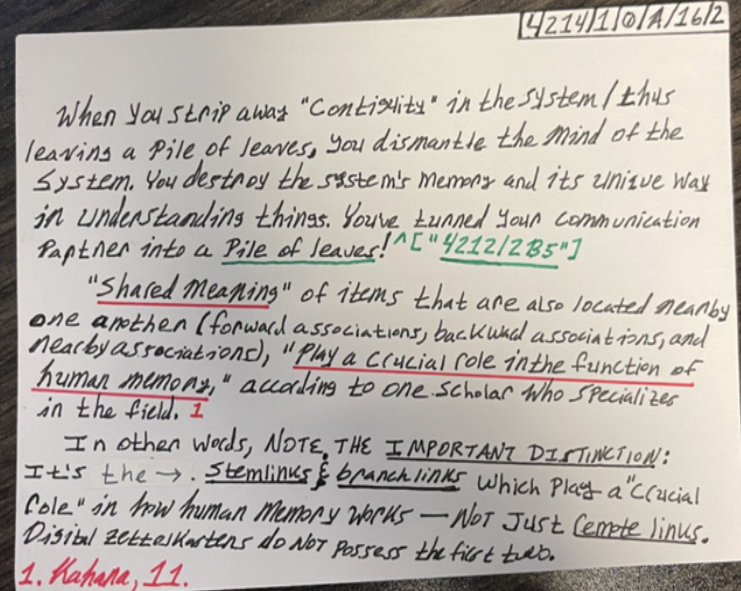 4214/1/0/A/16/2
When you strip away "Contiguity" in the system / thus
leaving a Pile of leaves, you dismantle the mind of the
System. You destroy the system's memory and its unique way
in understanding things. Youve turned your communication
Partner into a Pile of leaves! ^["4212/2B5"]
"Shared Meaning" of items that are also located nearby
one another (forward associations, backward associations, and
nearby associations), "Play a crucial role in the function of
human memory," according to one scholar who specializes
in the field. 1
In other words, NOTE THE IMPORTANT DISTINCTION:
It's the → . Stemlinks & branchlinks which Play a "crucial
role" in how human memory works — NOT Just remote links.
Digital zettelkastens do NOT possess the first two.
1. Kahana, 11.